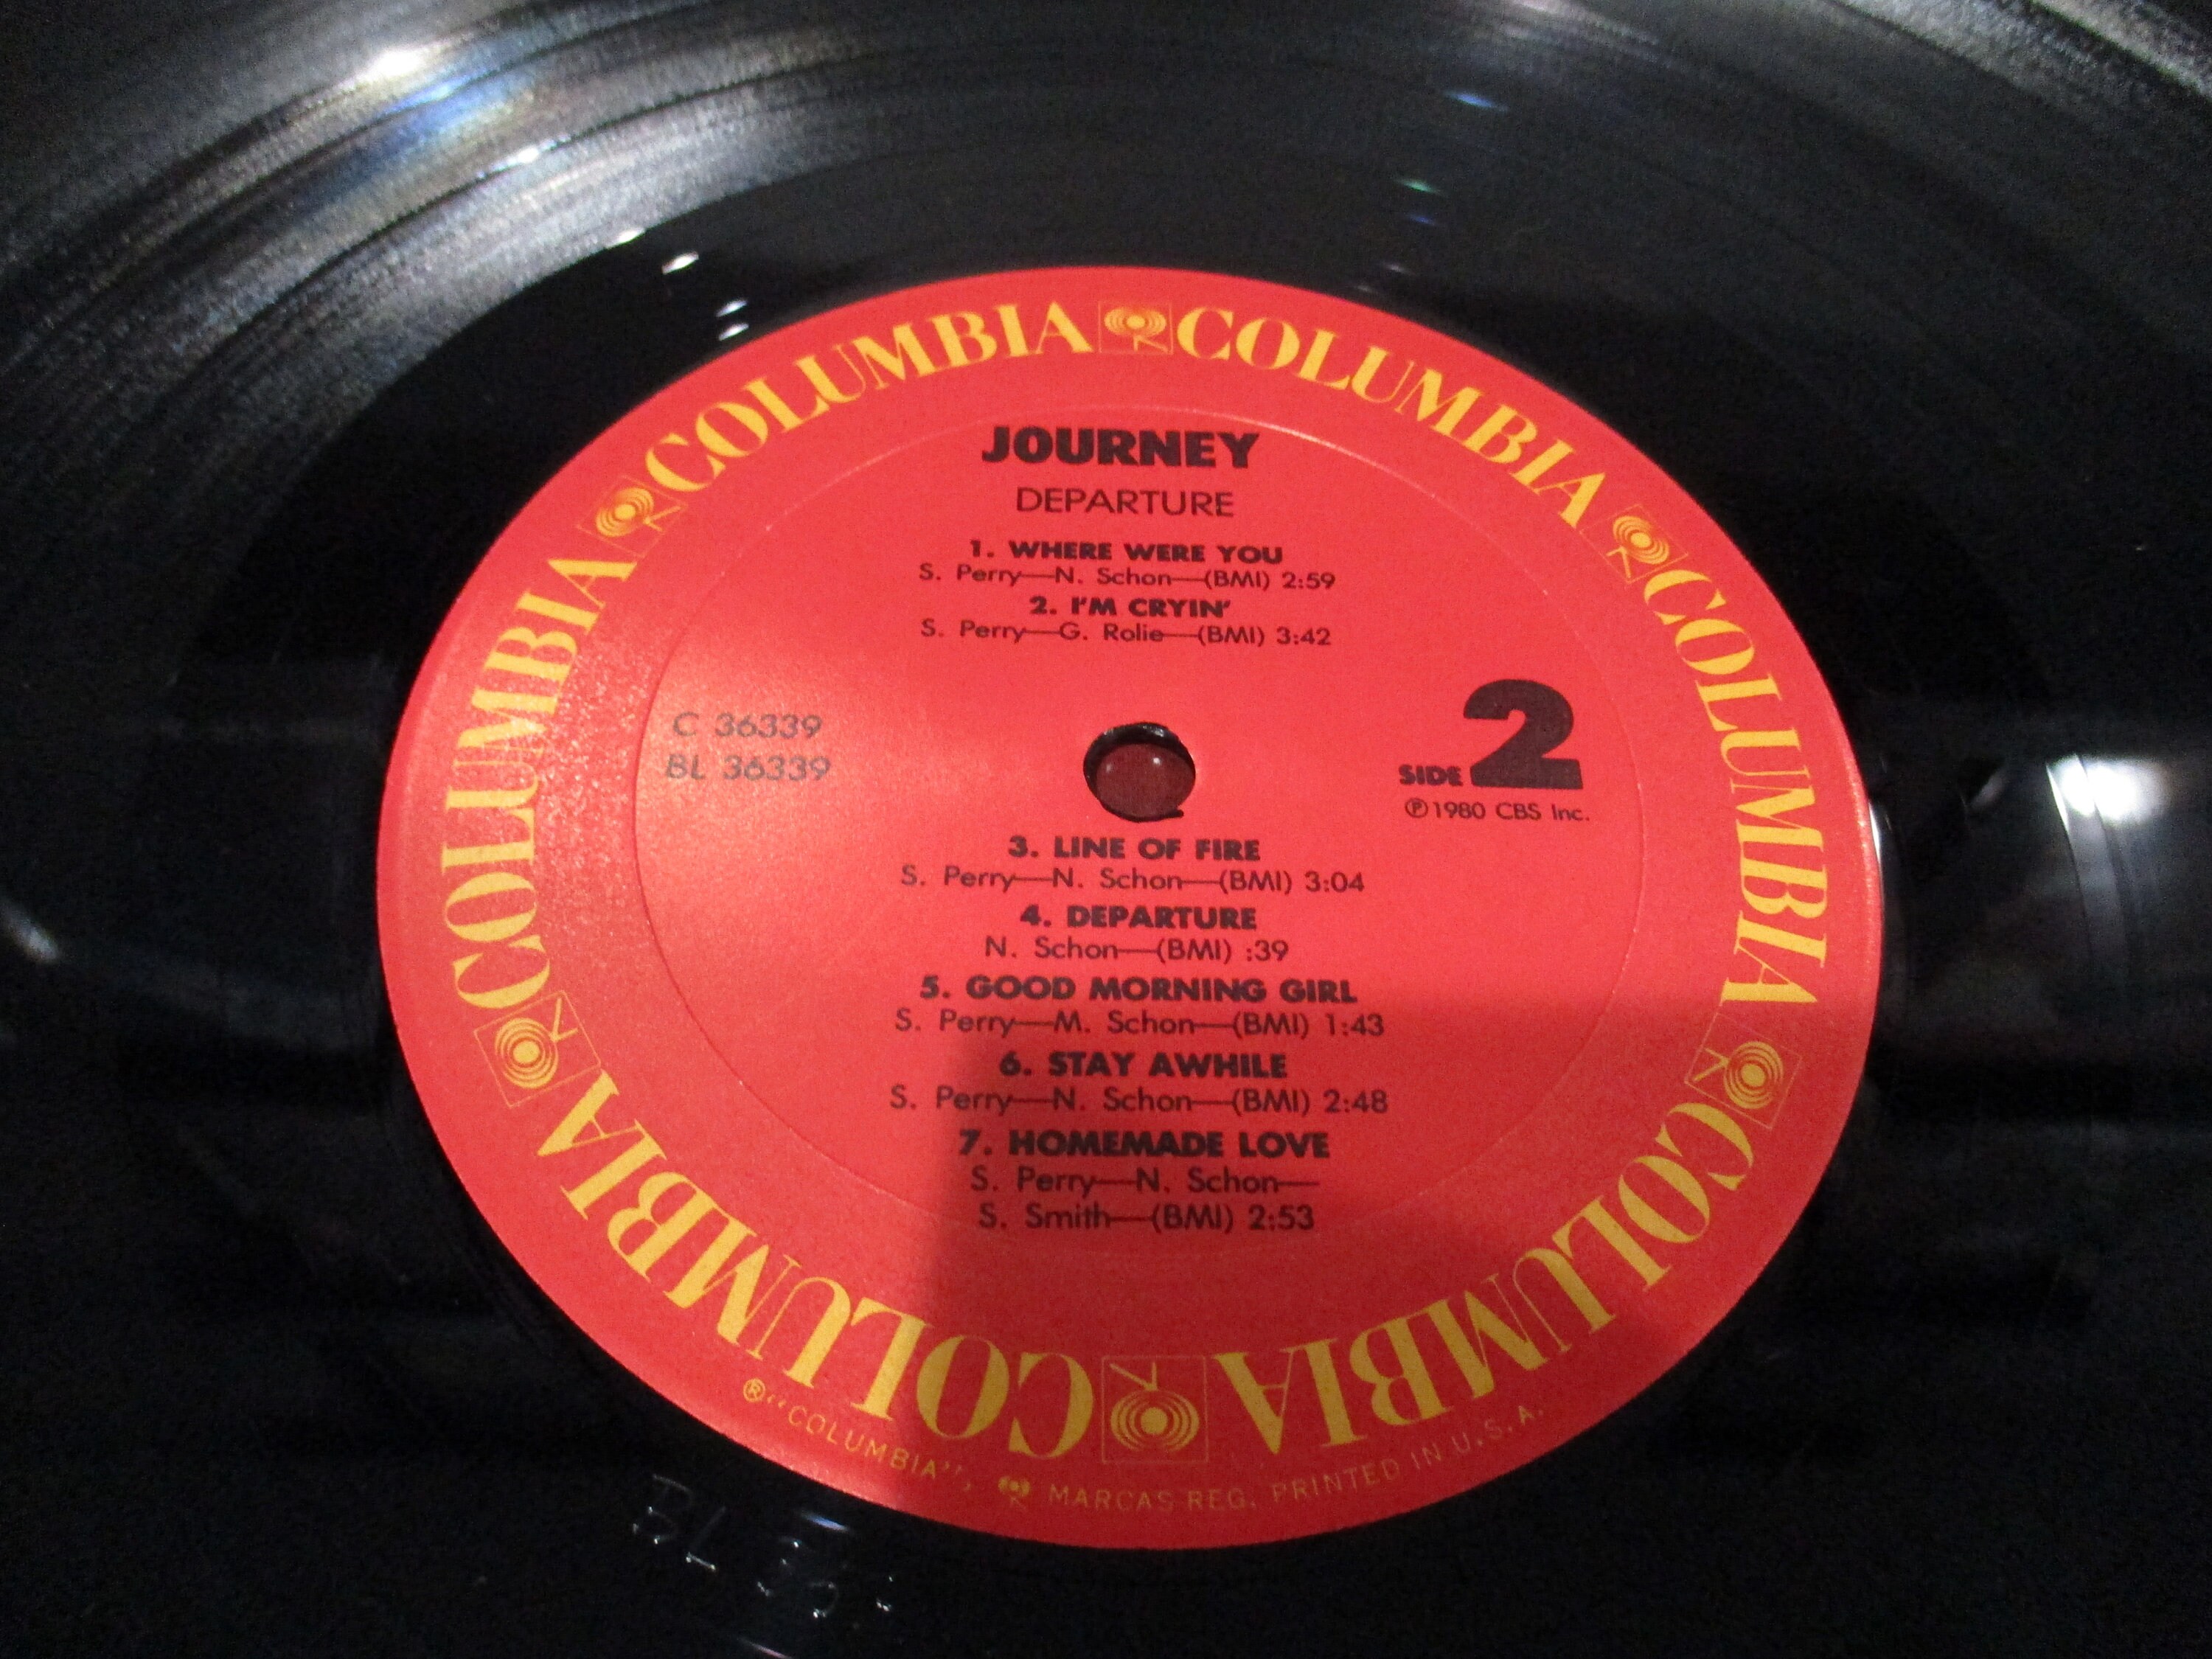 COLUMBIA COLUMBIA COLUMBIA COLUMBIA COLUMBIA COLUMBIA
JOURNEY
DEPARTURE
1. WHERE WERE YOU
S. Perry—N. Schon—(BMI) 2:59
2. I'M CRYIN'
S. Perry—G. Rolie—(BMI) 3:42
C 36339
BL 36339
SIDE 2
℗1980 CBS Inc.
3. LINE OF FIRE
S. Perry—N. Schon—(BMI) 3:04
4. DEPARTURE
N. Schon—(BMI) :39
5. GOOD MORNING GIRL
S. Perry—M. Schon—(BMI) 1:43
6. STAY AWHILE
S. Perry—N. Schon—(BMI) 2:48
7. HOMEMADE LOVE
S. Perry—N. Schon—
S. Smith—(BMI) 2:53
®"COLUMBIA", MARCAS REG. PRINTED IN U.S.A.
BL